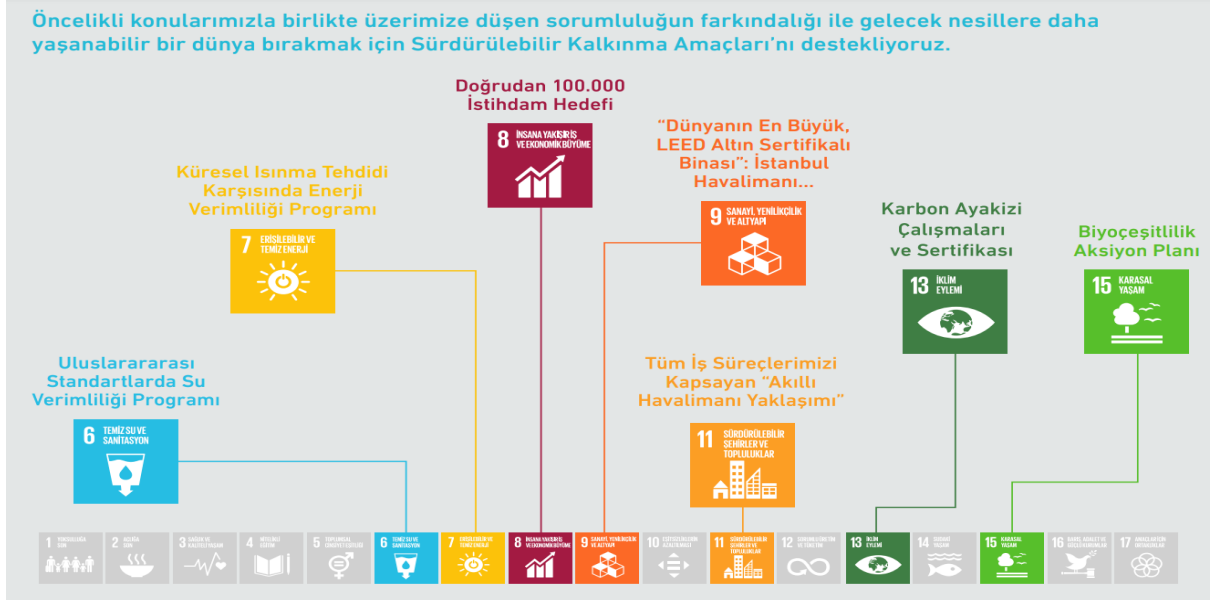 Öncelikli konularımızla birlikte üzerimize düşen sorumluluğun farkındalığı ile gelecek nesillere daha
yaşanabilir bir dünya bırakmak için Sürdürülebilir Kalkınma Amaçları’nı destekliyoruz.
Doğrudan 100.000
İstihdam Hedefi
8 İNSANA YAKIŞIR İŞ
VE EKONOMİK BÜYÜME
“Dünyanın En Büyük,
LEED Altın Sertifikalı
Binası”: İstanbul
Havalimanı...
9 SANAYİ, YENİLİKÇİLİK
VE ALTYAPI
Küresel Isınma Tehdidi
Karşısında Enerji
Verimliliği Programı
7 ERİŞİLEBİLİR VE
TEMİZ ENERJİ
Karbon Ayakizi
Çalışmaları
ve Sertifikası
13 İKLİM
EYLEMİ
Biyoçeşitlilik
Aksiyon Planı
15 KARASAL
YAŞAM
Uluslarararası
Standartlarda Su
Verimliliği Programı
6 TEMİZ SU VE
SANİTASYON
Tüm İş Süreçlerimizi
Kapsayan “Akıllı
Havalimanı Yaklaşımı”
11 SÜRDÜRÜLEBİLİR
ŞEHİRLER VE
TOPLULUKLAR
1
2
3
4
5
6 TEMİZ SU VE
SANİTASYON
7 ERİŞİLEBİLİR VE
TEMİZ ENERJİ
8 İNSANA YAKIŞIR İŞ
VE EKONOMİK BÜYÜME
9 SANAYİ, YENİLİKÇİLİK
VE ALTYAPI
10
11 SÜRDÜRÜLEBİLİR
ŞEHİRLER VE
TOPLULUKLAR
12
13 İKLİM
EYLEMİ
14
15 KARASAL
YAŞAM
16
17